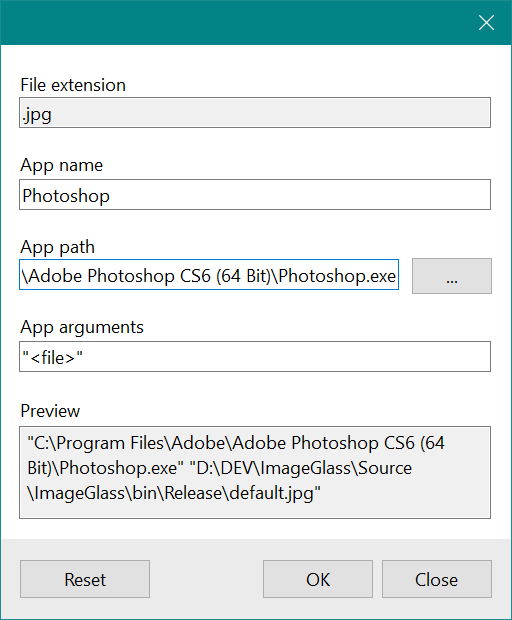 File extension
.jpg
App name
Photoshop
App path
\Adobe Photoshop CS6 (64 Bit)\Photoshop.exe
...
App arguments
"<file>"
Preview
"C:\Program Files\Adobe\Adobe Photoshop CS6 (64
Bit)\Photoshop.exe" "D:\DEV\ImageGlass\Source
\ImageGlass\bin\Release\default.jpg"
Reset
OK
Close